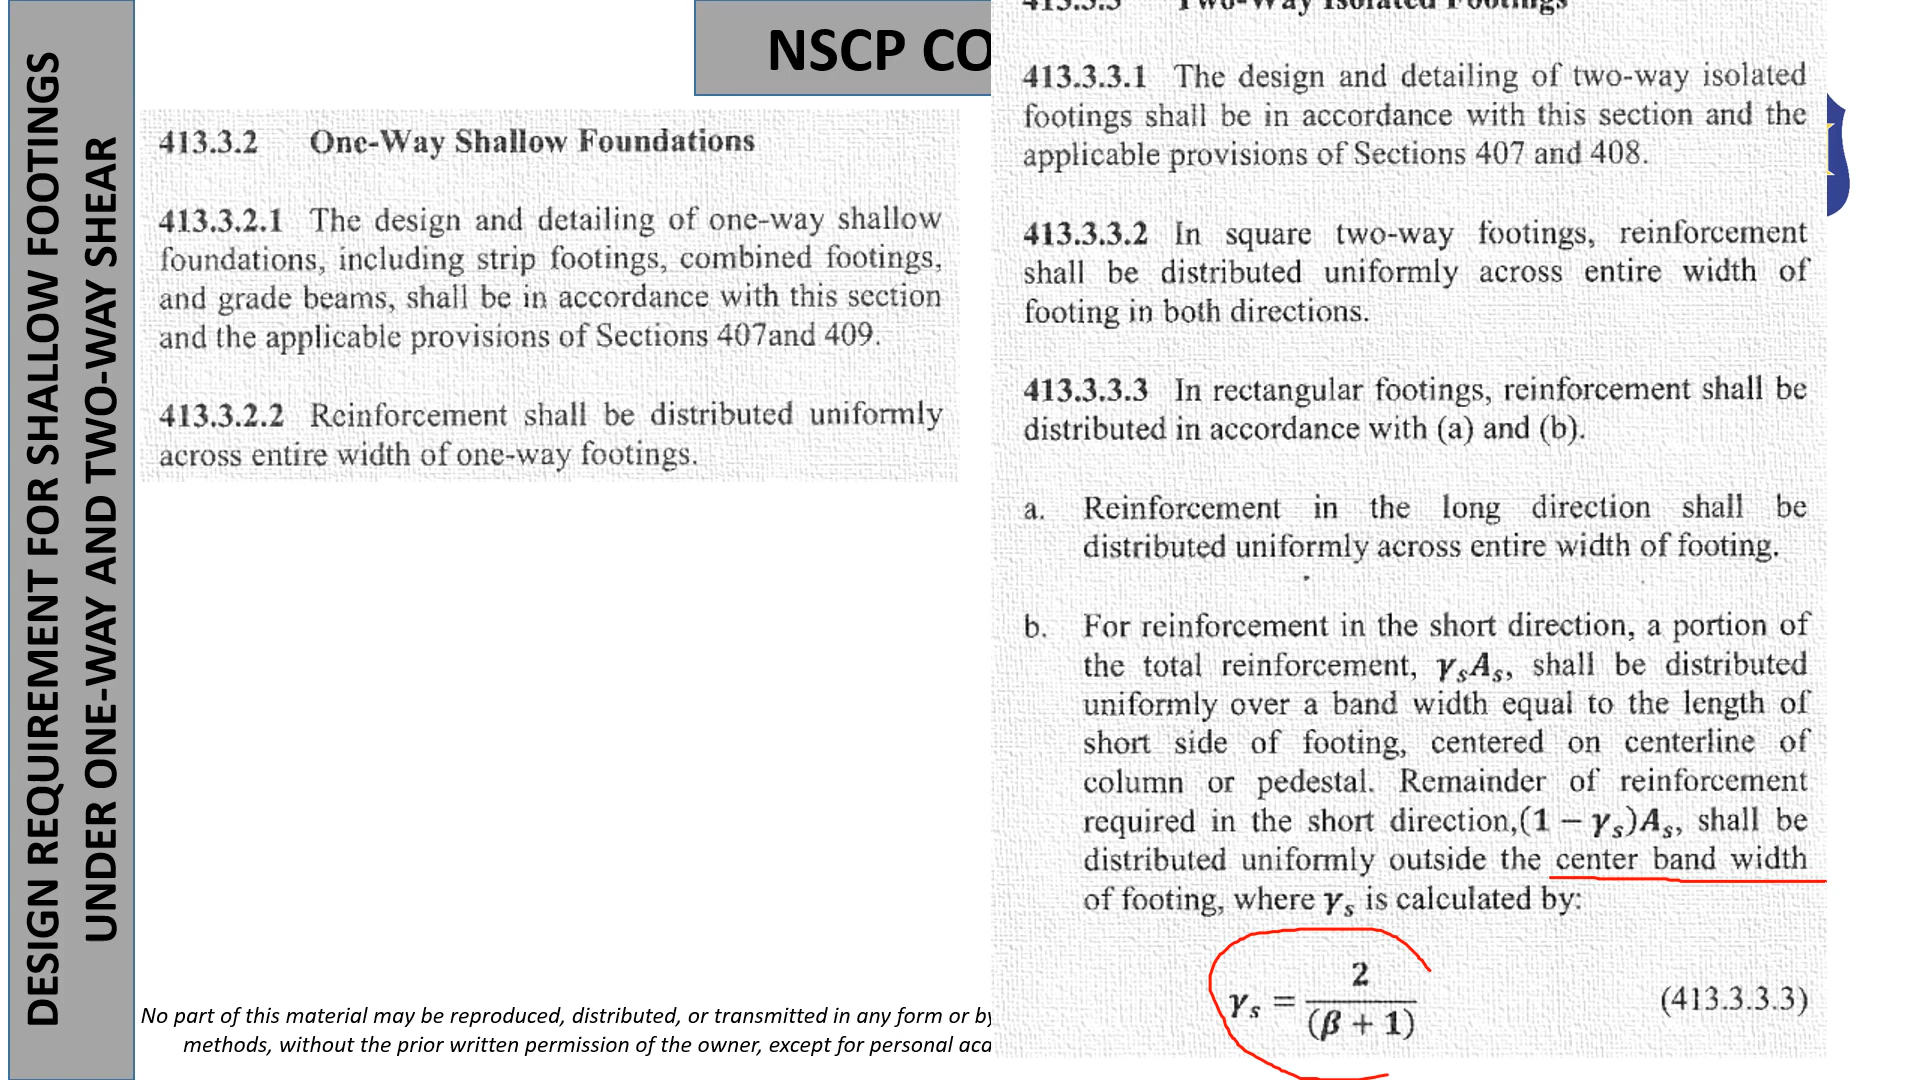 DESIGN REQUIREMENT FOR SHALLOW FOOTINGS
UNDER ONE-WAY AND TWO-WAY SHEAR
NSCP CO
413.3.2 One-Way Shallow Foundations
413.3.2.1 The design and detailing of one-way shallow
foundations, including strip footings, combined footings,
and grade beams, shall be in accordance with this section
and the applicable provisions of Sections 407and 409.
413.3.2.2 Reinforcement shall be distributed uniformly
across entire width of one-way footings.
No part of this material may be reproduced, distributed, or transmitted in any form or by
methods, without the prior written permission of the owner, except for personal aca
413.3.3 Two-Way Isolated Footings
413.3.3.1 The design and detailing of two-way isolated
footings shall be in accordance with this section and the
applicable provisions of Sections 407 and 408.
413.3.3.2 In square two-way footings, reinforcement
shall be distributed uniformly across entire width of
footing in both directions.
413.3.3.3 In rectangular footings, reinforcement shall be
distributed in accordance with (a) and (b).
a. Reinforcement in the long direction shall be
distributed uniformly across entire width of footing.
b. For reinforcement in the short direction, a portion of
the total reinforcement, γsAs, shall be distributed
uniformly over a band width equal to the length of
short side of footing, centered on centerline of
column or pedestal. Remainder of reinforcement
required in the short direction,(1 − γs)As, shall be
distributed uniformly outside the center band width
of footing, where γs is calculated by:
γs = 2 / (β + 1) (413.3.3.3)